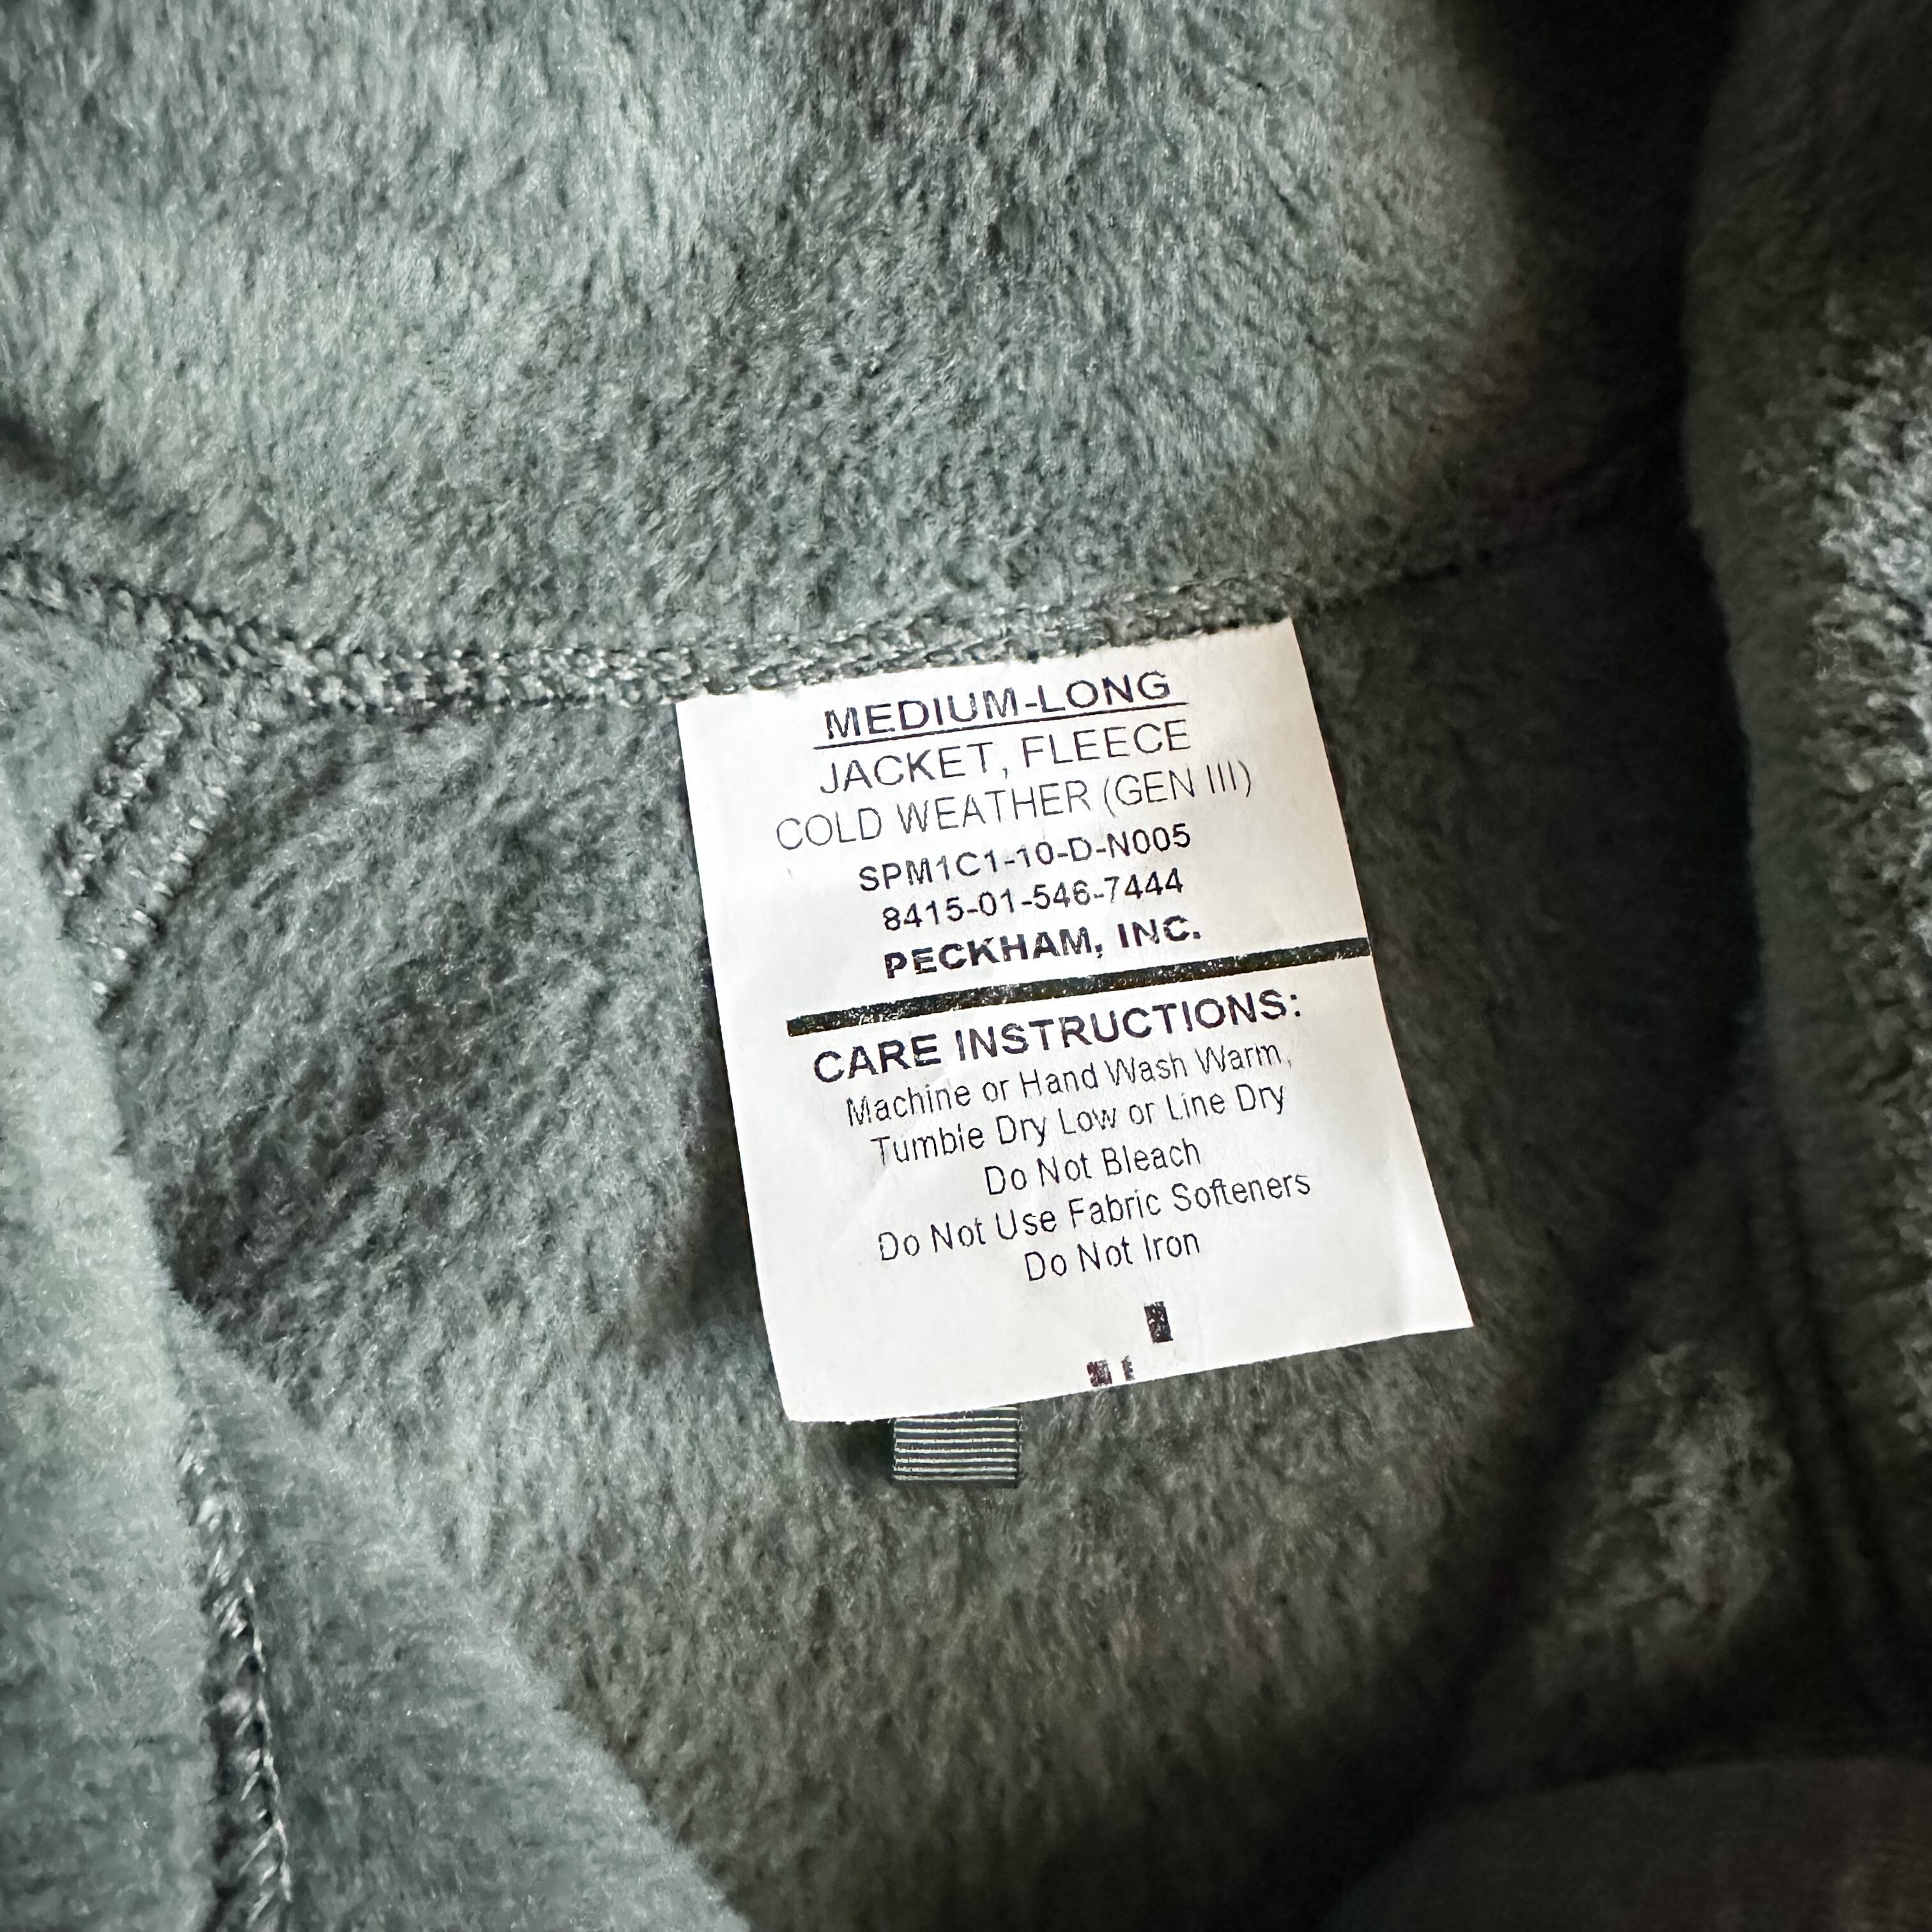 MEDIUM-LONG
JACKET, FLEECE
COLD WEATHER (GEN III)
SPM1C1-10-D-N005
8415-01-546-7444
PECKHAM, INC.
CARE INSTRUCTIONS:
Machine or Hand Wash Warm,
Tumble Dry Low or Line Dry
Do Not Bleach
Do Not Use Fabric Softeners
Do Not Iron